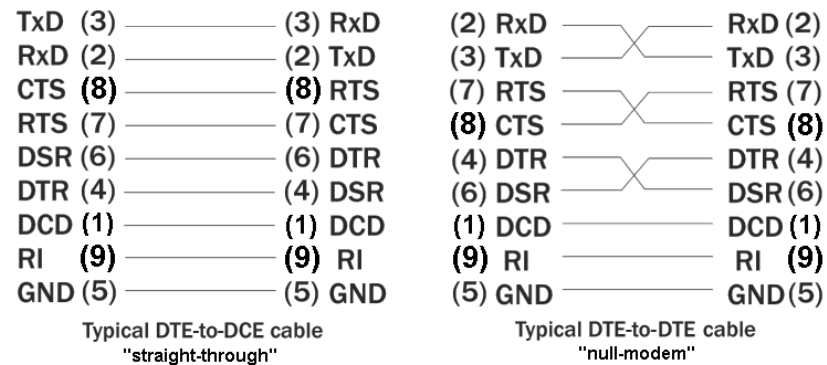 TxD (3) (3) RxD
RxD (2) (2) TxD
CTS (8) (8) RTS
RTS (7) (7) CTS
DSR (6) (6) DTR
DTR (4) (4) DSR
DCD (1) (1) DCD
RI (9) (9) RI
GND (5) (5) GND
Typical DTE-to-DCE cable
"straight-through"
(2) RxD RxD (2)
(3) TxD TxD (3)
(7) RTS RTS (7)
(8) CTS CTS (8)
(4) DTR DTR (4)
(6) DSR DSR (6)
(1) DCD DCD (1)
(9) RI RI (9)
(5) GND GND (5)
Typical DTE-to-DTE cable
"null-modem"